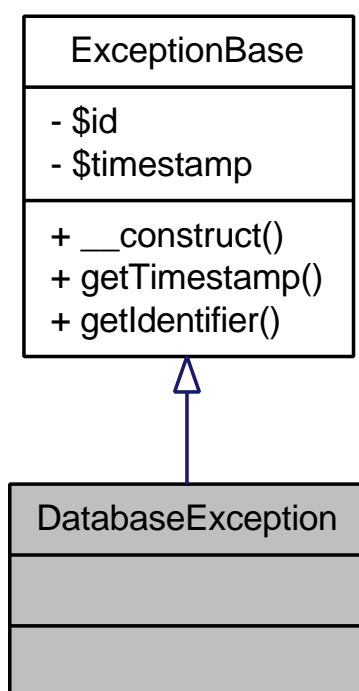 ExceptionBase
- $id
- $timestamp
+ __construct()
+ getTimestamp()
+ getIdentifier()
DatabaseException